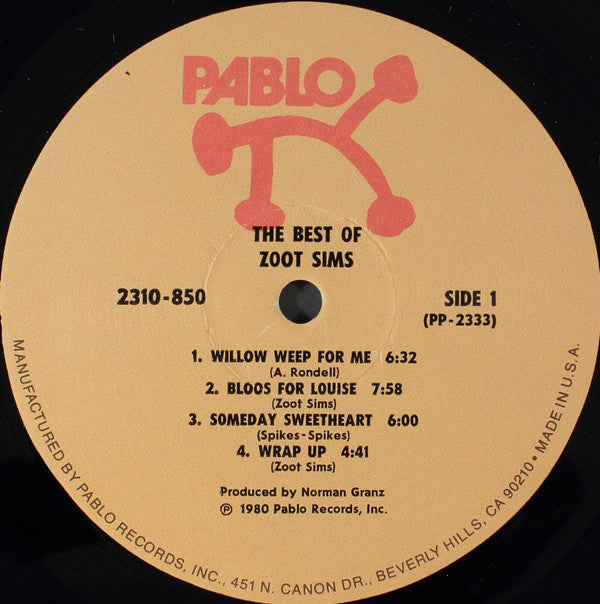 PABLO
THE BEST OF
ZOOT SIMS
2310-850
SIDE 1
(PP-2333)
1. WILLOW WEEP FOR ME 6:32
(A. Rondell)
2. BLOOS FOR LOUISE 7:58
(Zoot Sims)
3. SOMEDAY SWEETHEART 6:00
(Spikes-Spikes)
4. WRAP UP 4:41
(Zoot Sims)
Produced by Norman Granz
℗ 1980 Pablo Records, Inc.
MANUFACTURED BY PABLO RECORDS, INC., 451 N. CANON DR., BEVERLY HILLS, CA 90210 • MADE IN U.S.A.